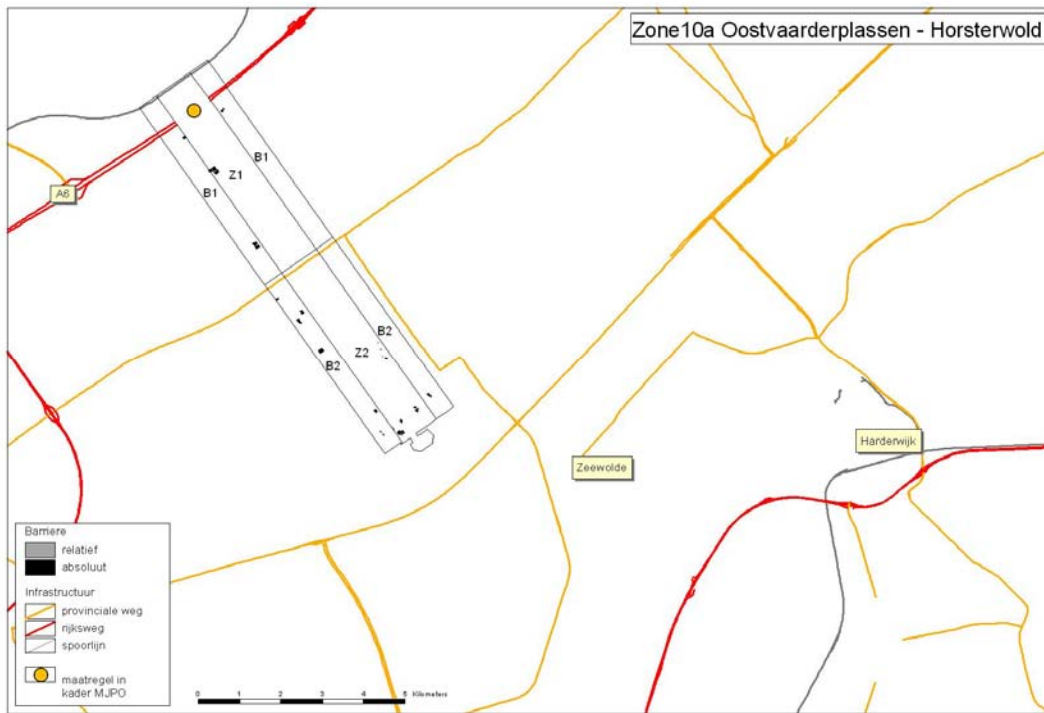 Zone10a Oostvaarderplassen - Horsterwold
B1
Z1
B1
A6
B2
Z2
B2
Harderwijk
Zeewolde
Barriere
relatief
absoluut
Infrastructuur
provinciale weg
rijksweg
spoorlijn
maatregel in
kader MJPO
0 1 2 3 4 5 Kilometers